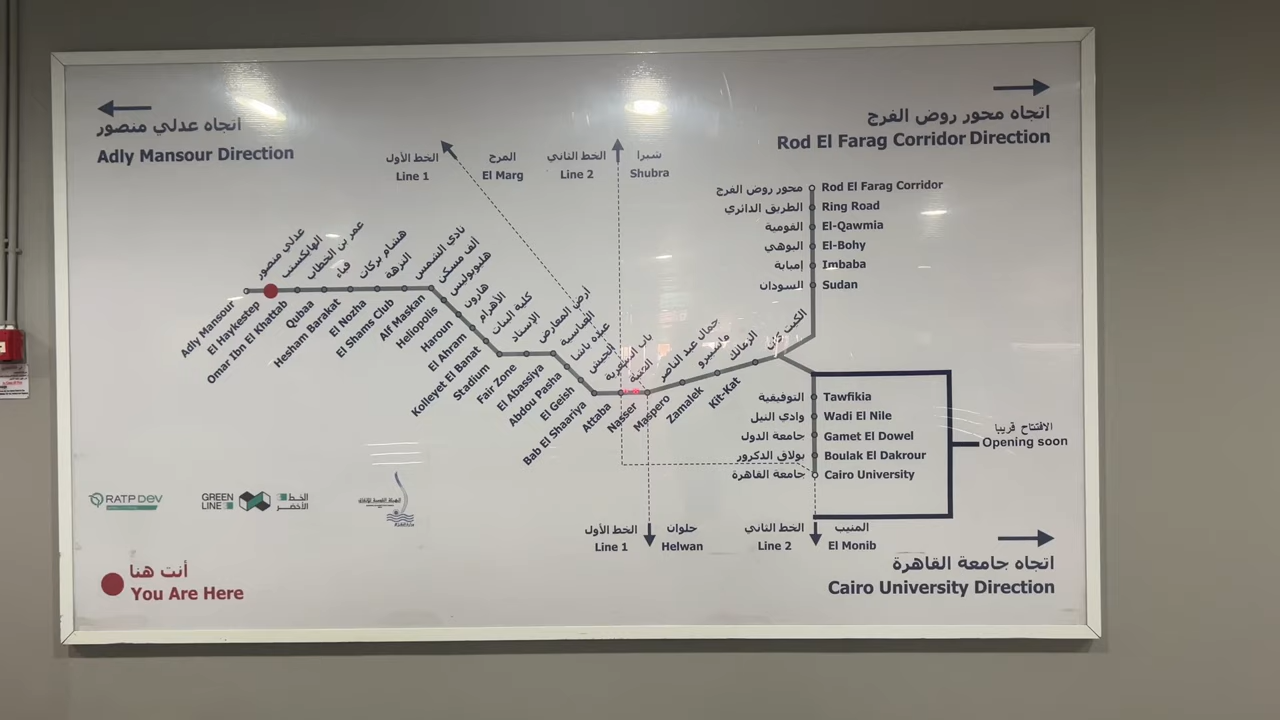 اتجاه عدلي منصور
Adly Mansour Direction
اتجاه محور روض الفرج
Rod El Farag Corridor Direction
الخط الأول
Line 1
المرج
El Marg
الخط الثاني
Line 2
شبرا
Shubra
محور روض الفرج
Rod El Farag Corridor
الطريق الدائري
Ring Road
القومية
El-Qawmia
البوهي
El-Bohy
إمبابة
Imbaba
السودان
Sudan
عدلي منصور
الهايكستب
عمر بن الخطاب
قباء
هشام بركات
النزهة
نادى الشمس
ألف مسكن
هليوبوليس
هارون
الأهرام
كلية البنات
الإستاد
أرض المعارض
العباسية
عبده باشا
الجيش
باب الشعرية
العتبة
جمال عبد الناصر
ماسبيرو
الزمالك
الكيت كات
Adly Mansour
El Haykestep
Omar Ibn El Khattab
Qubaa
Hesham Barakat
El Nozha
El Shams Club
Alf Maskan
Heliopolis
Haroun
El Ahram
Kolleyet El Banat
Stadium
Fair Zone
El Abassiya
Abdou Pasha
El Geish
Bab El Shaariya
Attaba
Nasser
Maspero
Zamalek
Kit-Kat
التوفيقية
Tawfikia
وادي النيل
Wadi El Nile
جامعة الدول
Gamet El Dowel
بولاق الدكرور
Boulak El Dakrour
جامعة القاهرة
Cairo University
الافتتاح قريبا
Opening soon
RATP DEV
GREEN
LINE
الخط
الأخضر
الخط الأول
Line 1
حلوان
Helwan
الخط الثاني
Line 2
المنيب
El Monib
أنت هنا
You Are Here
اتجاه جامعة القاهرة
Cairo University Direction